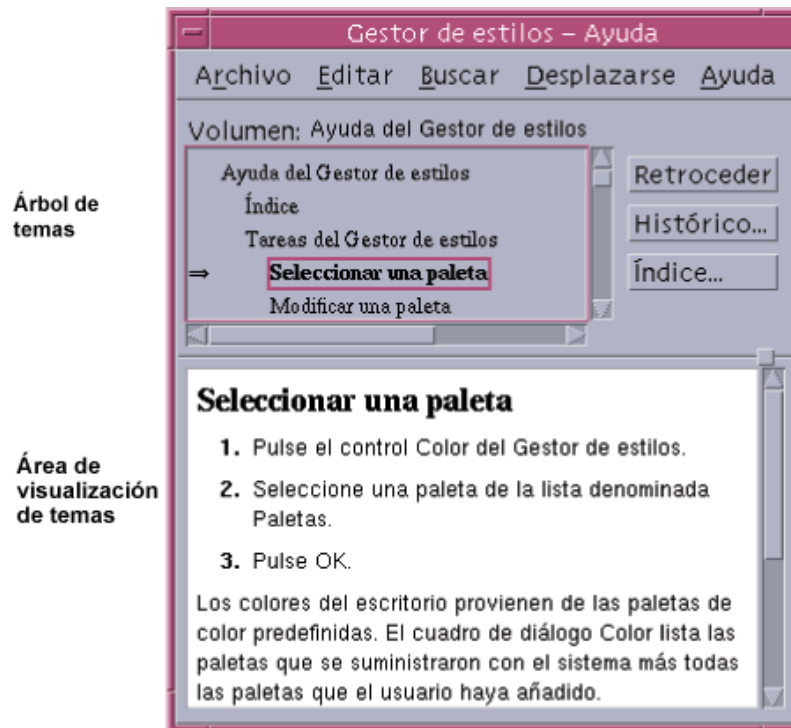 Gestor de estilos – Ayuda
Archivo Editar Buscar Desplazarse Ayuda
Volumen: Ayuda del Gestor de estilos
Árbol de
temas
Ayuda del Gestor de estilos
Índice
Tareas del Gestor de estilos
⇒ Seleccionar una paleta
Modificar una paleta
Retroceder
Histórico...
Índice...
Área de
visualización
de temas
Seleccionar una paleta
1. Pulse el control Color del Gestor de estilos.
2. Seleccione una paleta de la lista denominada
Paletas.
3. Pulse OK.
Los colores del escritorio provienen de las paletas de
color predefinidas. El cuadro de diálogo Color lista las
paletas que se suministraron con el sistema más todas
las paletas que el usuario haya añadido.